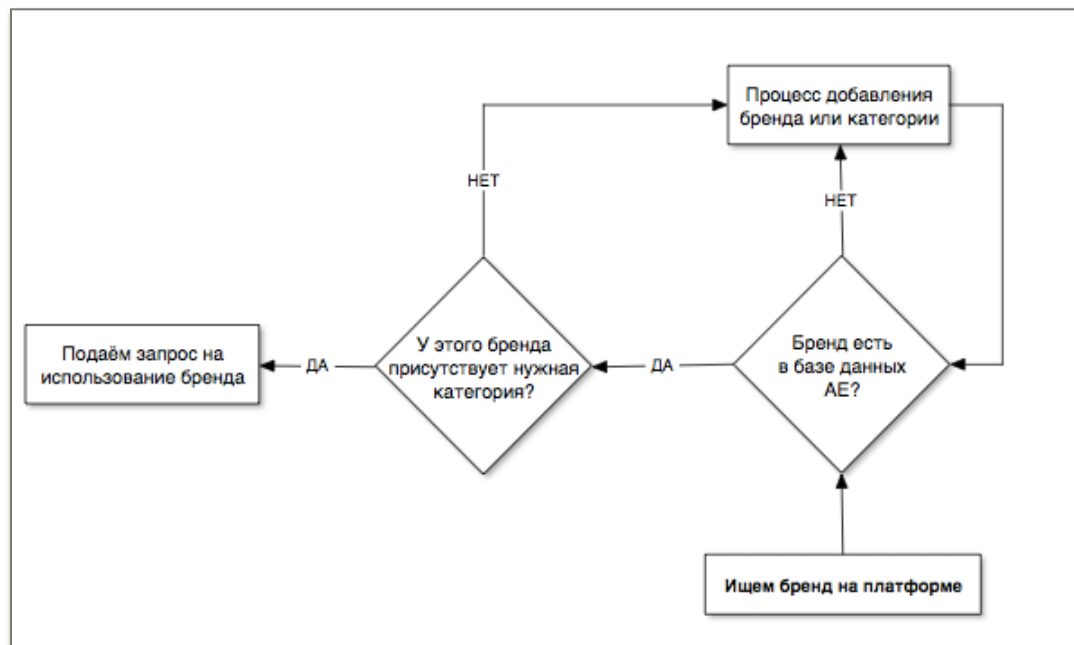 Процесс добавления
бренда или категории
НЕТ
НЕТ
Подаём запрос на
использование бренда
ДА
У этого бренда
присутствует нужная
категория?
ДА
Бренд есть
в базе данных
АЕ?
Ищем бренд на платформе